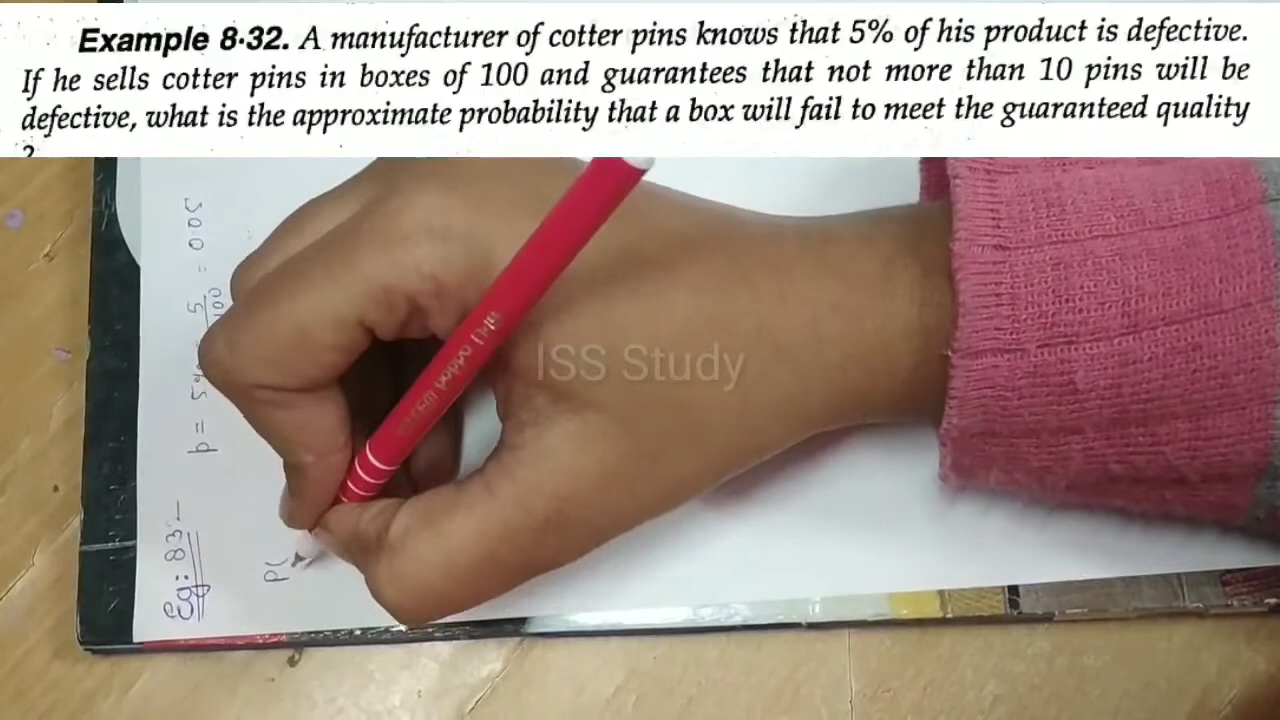 Example 8·32. A manufacturer of cotter pins knows that 5% of his product is defective.
If he sells cotter pins in boxes of 100 and guarantees that not more than 10 pins will be
defective, what is the approximate probability that a box will fail to meet the guaranteed quality
?
ISS Study
Eg: 83:—
p = 5% = 5/100 = 0.05
P(